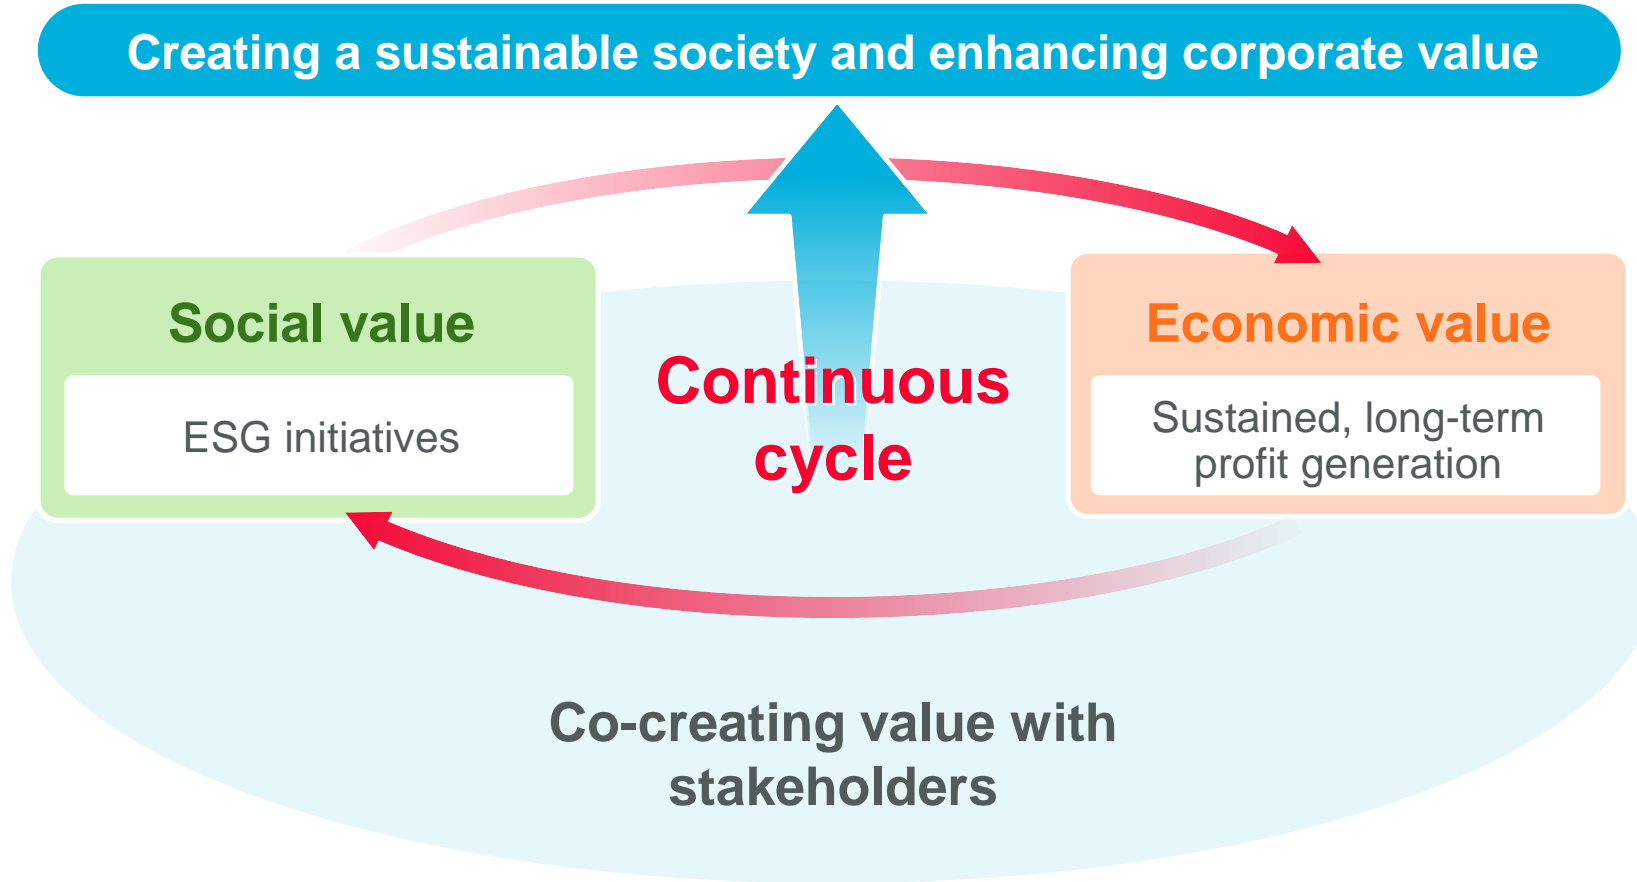 Creating a sustainable society and enhancing corporate value
Social value
ESG initiatives
Continuous
cycle
Economic value
Sustained, long-term
profit generation
Co-creating value with
stakeholders